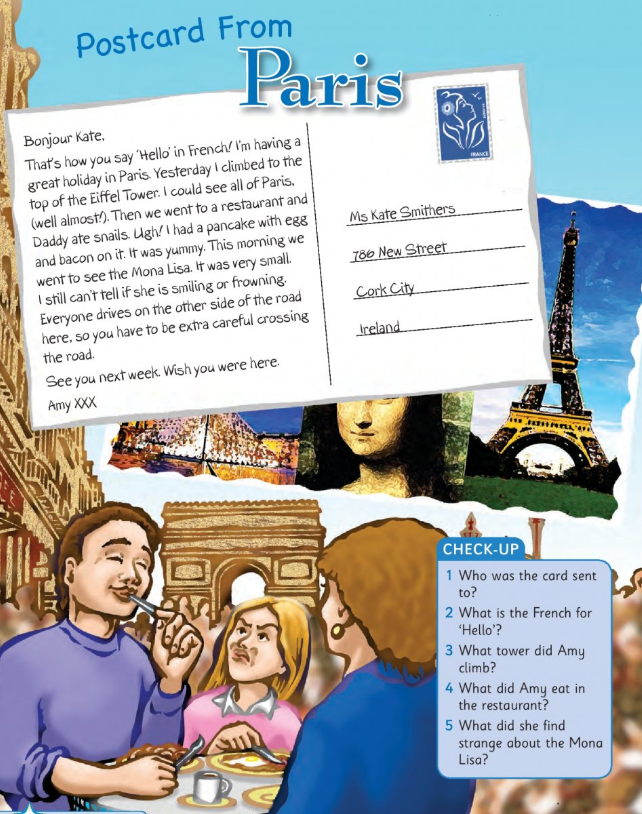 Postcard From
Paris
Bonjour Kate,
That's how you say 'Hello' in French! I'm having a
great holiday in Paris. Yesterday I climbed to the
top of the Eiffel Tower. I could see all of Paris,
(well almost!). Then we went to a restaurant and
Daddy ate snails. Ugh! I had a pancake with egg
and bacon on it. It was yummy. This morning we
went to see the Mona Lisa. It was very small.
I still can't tell if she is smiling or frowning.
Everyone drives on the other side of the road
here, so you have to be extra careful crossing
the road.
See you next week. Wish you were here.
Amy XXX
FRANCE
Ms Kate Smithers
786 New Street
Cork City
Ireland
CHECK-UP
1 Who was the card sent
to?
2 What is the French for
'Hello'?
3 What tower did Amy
climb?
4 What did Amy eat in
the restaurant?
5 What did she find
strange about the Mona
Lisa?